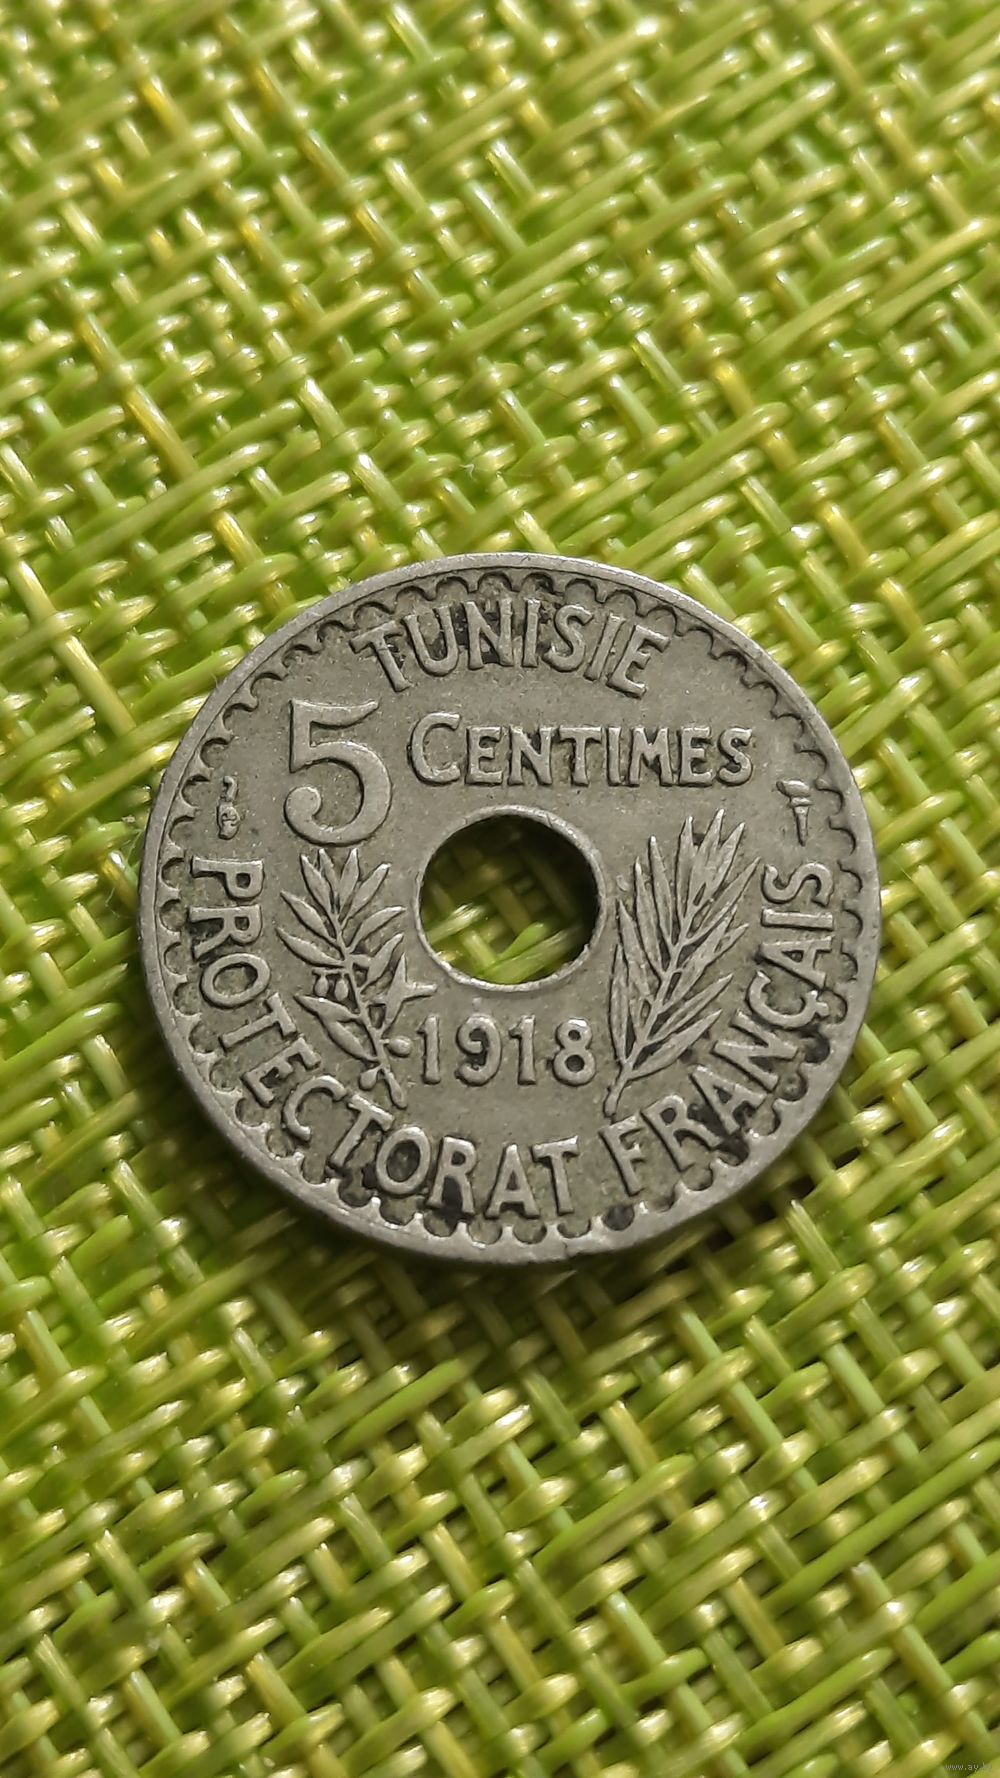 TUNISIE
5 CENTIMES
1918
PROTECTORAT FRANÇAIS